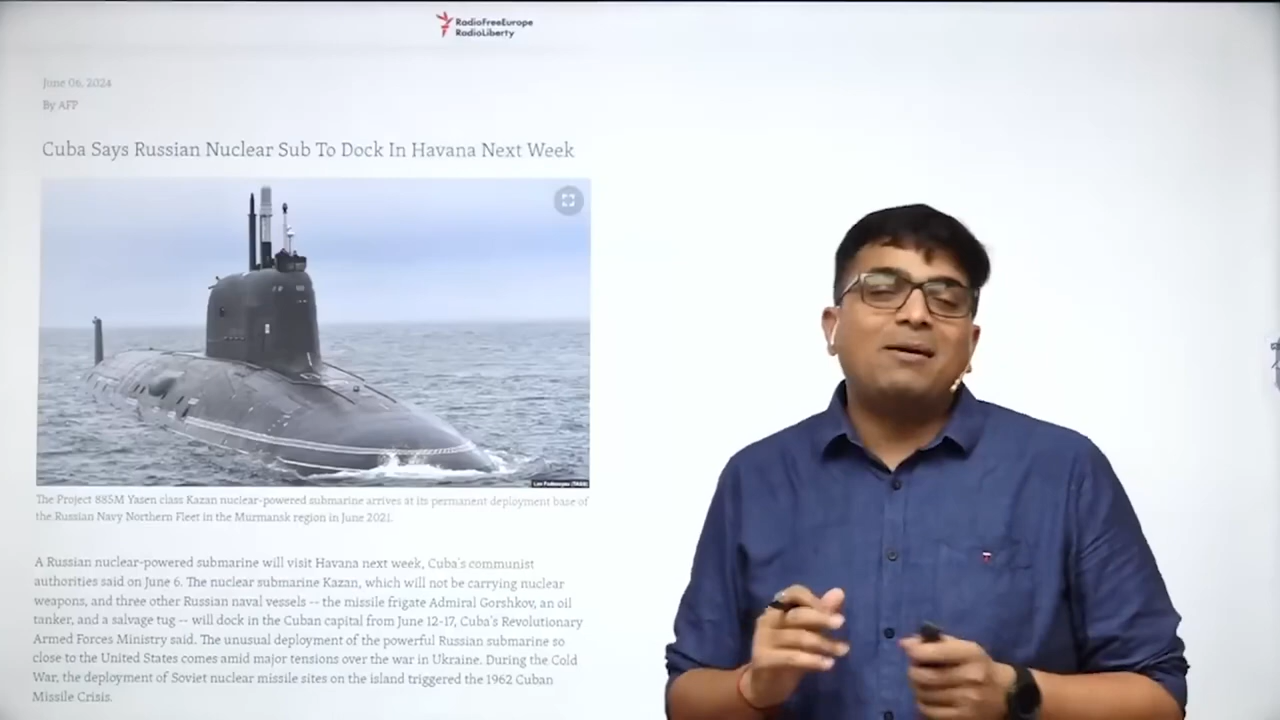 RadioFreeEurope
RadioLiberty
June 06, 2024
By AFP
Cuba Says Russian Nuclear Sub To Dock In Havana Next Week
The Project 885M Yasen class Kazan nuclear-powered submarine arrives at its permanent deployment base of
the Russian Navy Northern Fleet in the Murmansk region in June 2021.
A Russian nuclear-powered submarine will visit Havana next week, Cuba's communist
authorities said on June 6. The nuclear submarine Kazan, which will not be carrying nuclear
weapons, and three other Russian naval vessels -- the missile frigate Admiral Gorshkov, an oil
tanker, and a salvage tug -- will dock in the Cuban capital from June 12-17, Cuba's Revolutionary
Armed Forces Ministry said. The unusual deployment of the powerful Russian submarine so
close to the United States comes amid major tensions over the war in Ukraine. During the Cold
War, the deployment of Soviet nuclear missile sites on the island triggered the 1962 Cuban
Missile Crisis.